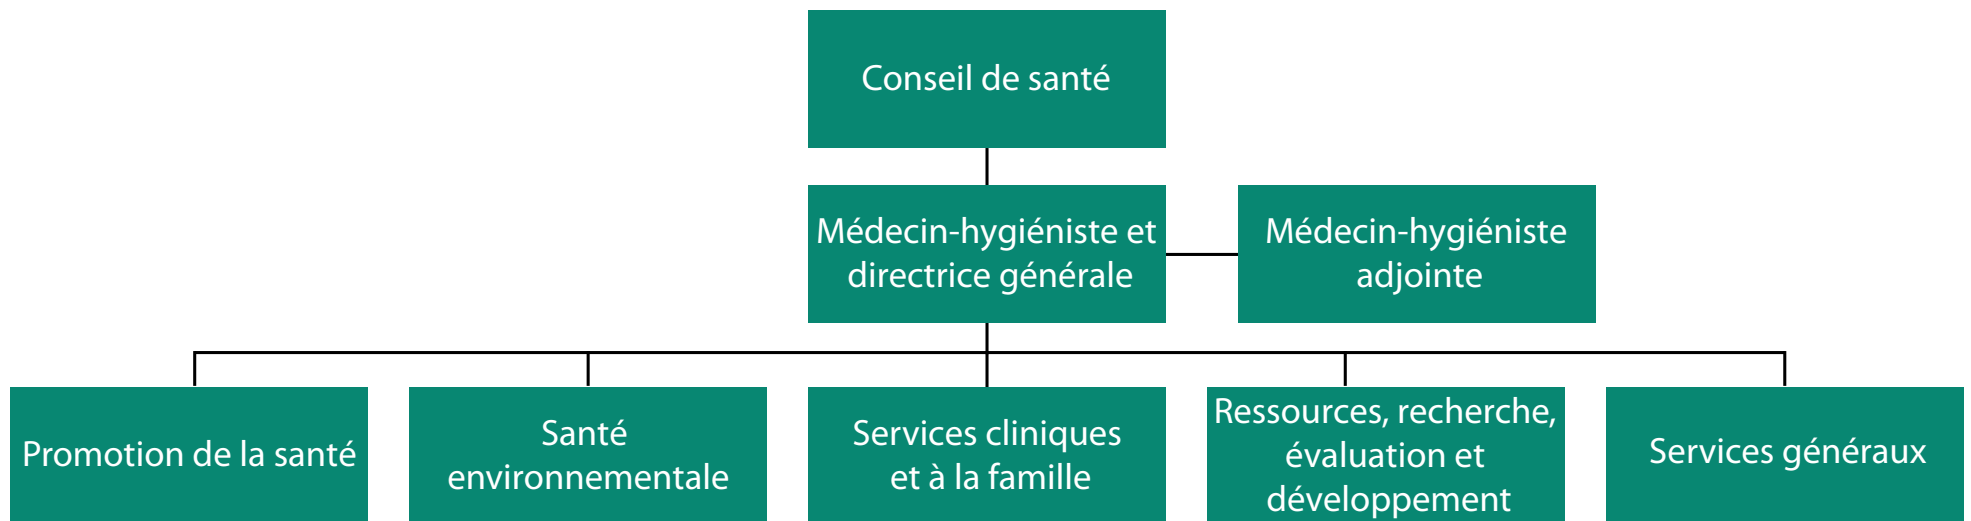 Conseil de santé
Médecin-hygiéniste et
directrice générale
Médecin-hygiéniste
adjointe
Promotion de la santé
Santé
environnementale
Services cliniques
et à la famille
Ressources, recherche,
évaluation et
développement
Services généraux